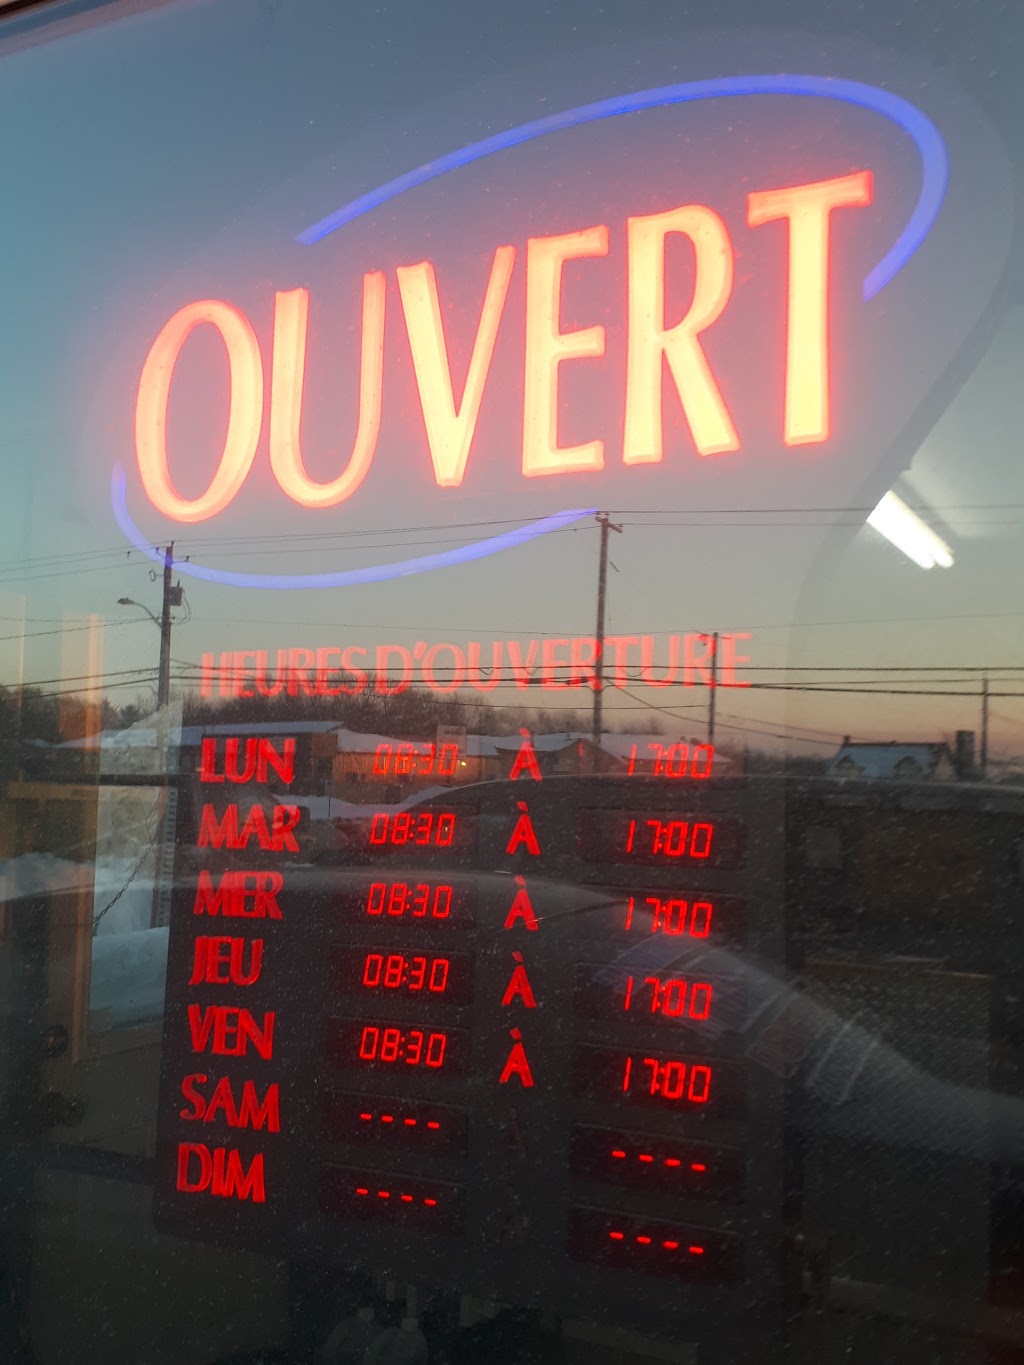 OUVERT
HEURES D'OUVERTURE
LUN 08:30 À 17:00
MAR 08:30 À 17:00
MER 08:30 À 17:00
JEU 08:30 À 17:00
VEN 08:30 À 17:00
SAM ---- ----
DIM ---- ----